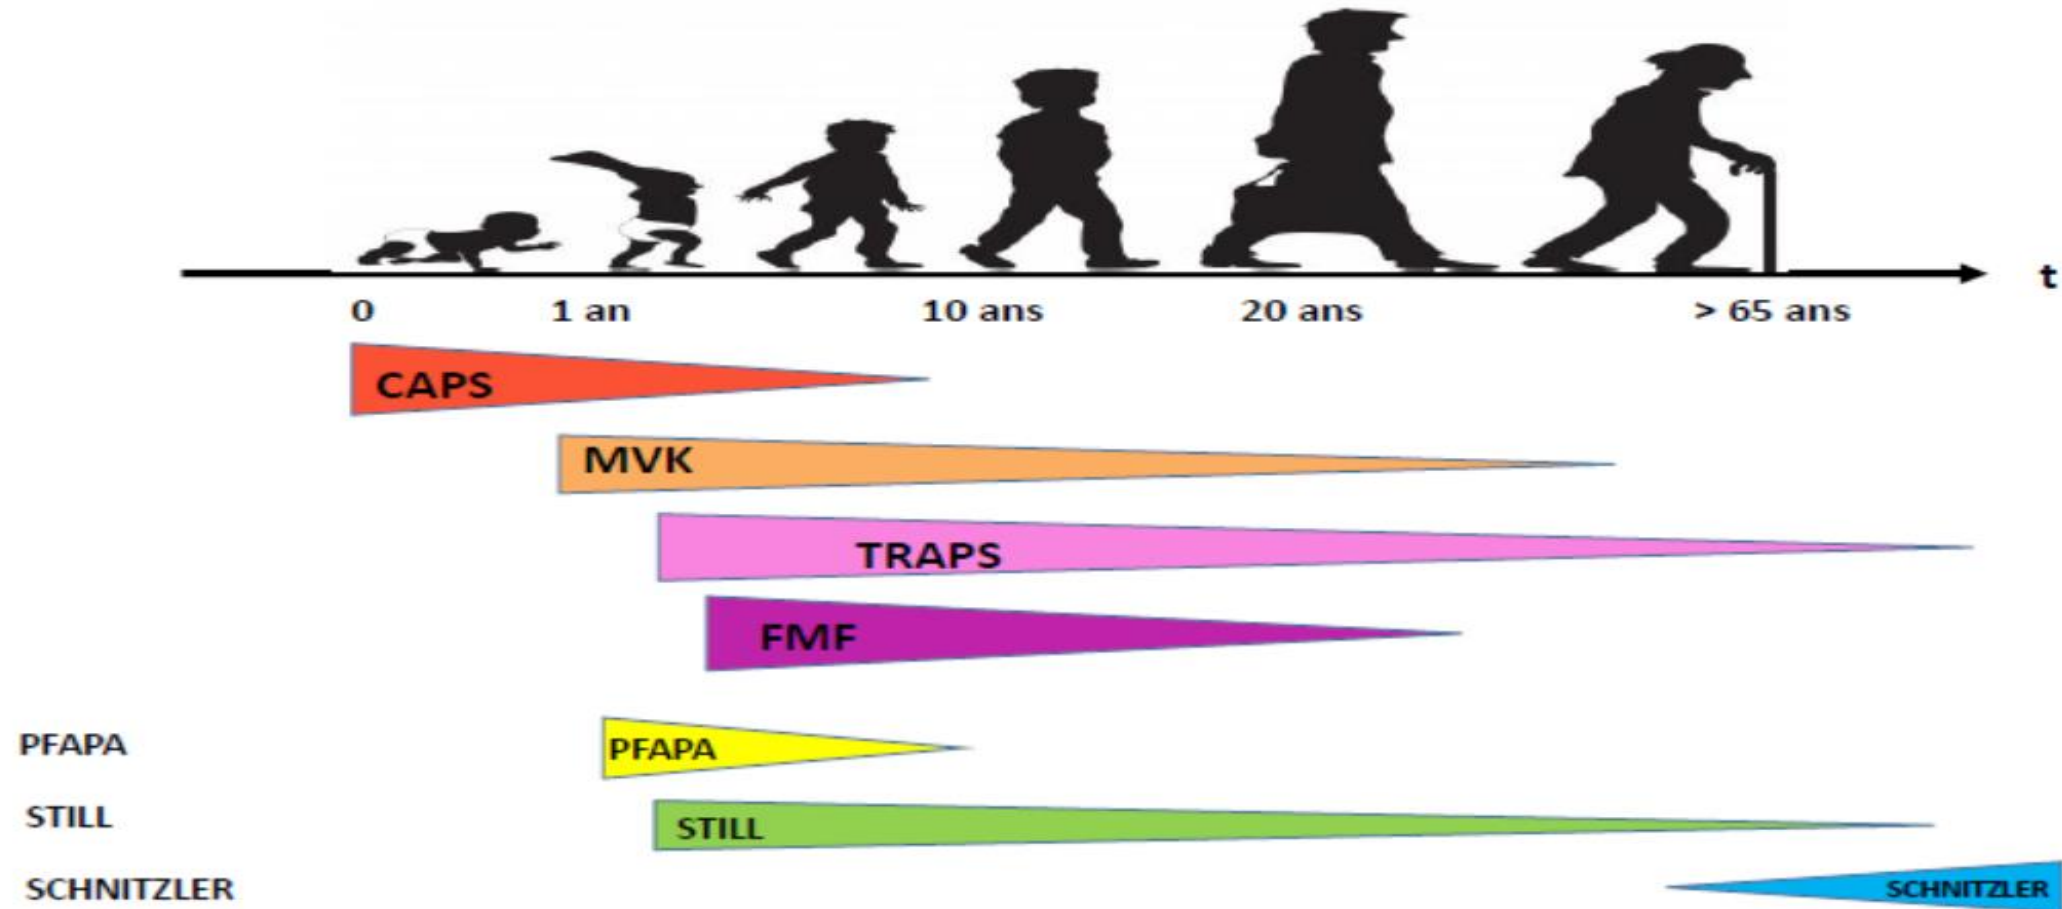 t
0 1 an 10 ans 20 ans > 65 ans
CAPS
MVK
TRAPS
FMF
PFAPA PFAPA
STILL STILL
SCHNITZLER SCHNITZLER